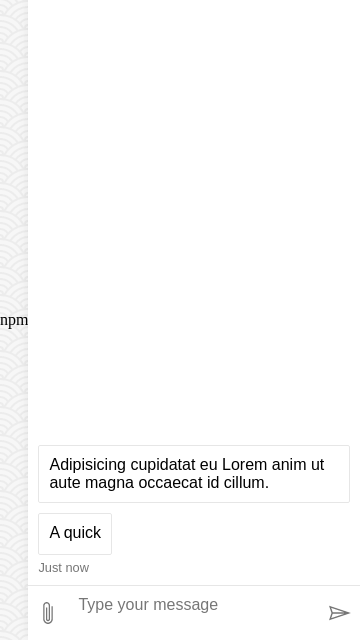 npm
Adipisicing cupidatat eu Lorem anim ut
aute magna occaecat id cillum.
A quick
Just now
Type your message